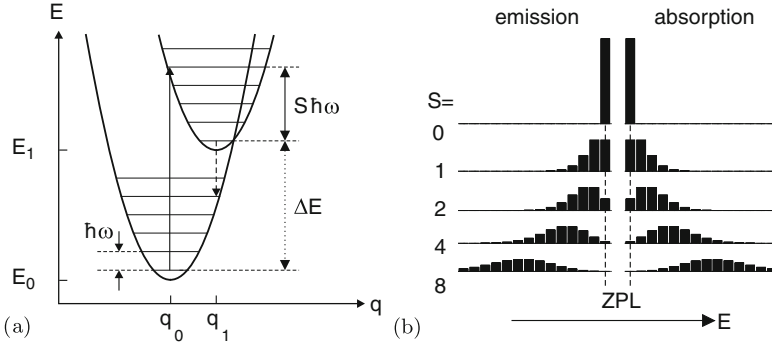 E
E₁
E₀
ħω
Sħω
ΔE
q₀
q₁
q
(a)
emission
absorption
S=
0
1
2
4
8
ZPL
E
(b)